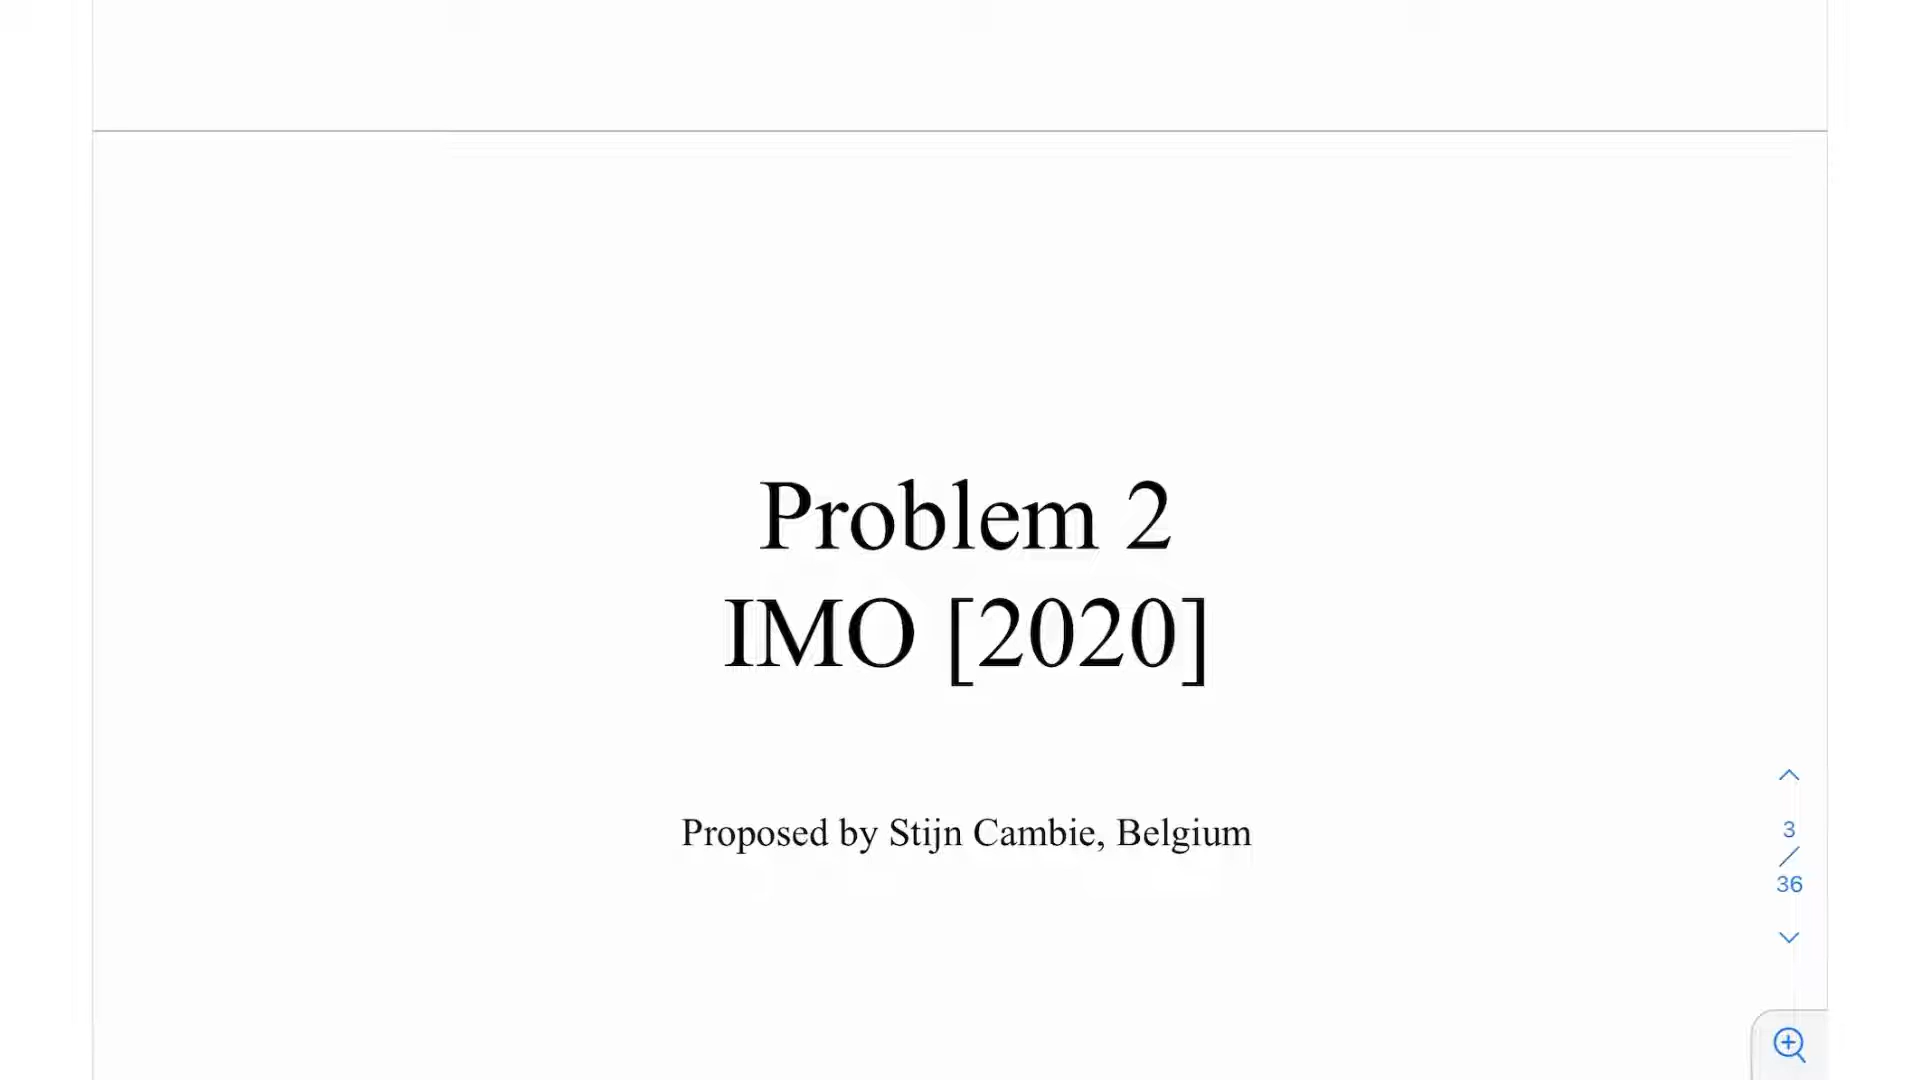 Problem 2
IMO [2020]
Proposed by Stijn Cambie, Belgium
3
/
36